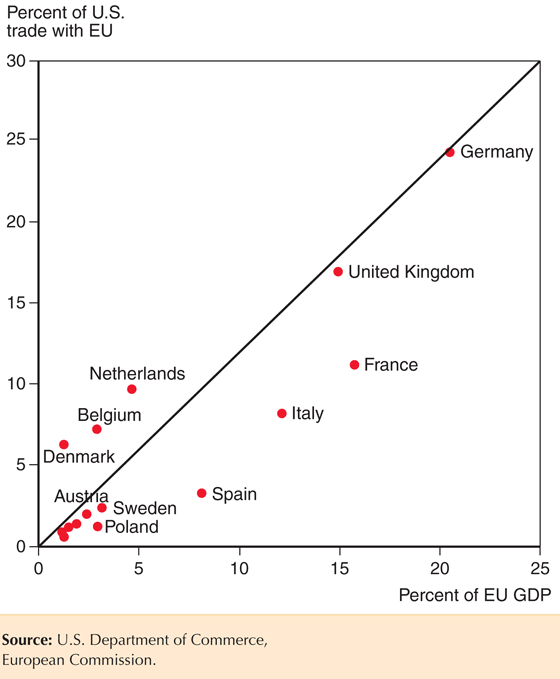 Percent of U.S.
trade with EU
30
25
20
15
10
5
0
Germany
United Kingdom
France
Netherlands
Italy
Belgium
Denmark
Austria
Spain
Sweden
Poland
0 5 10 15 20 25
Percent of EU GDP
Source: U.S. Department of Commerce,
European Commission.